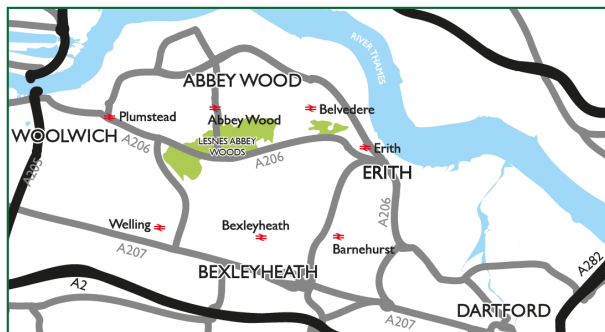 RIVER THAMES
ABBEY WOOD
Plumstead
Abbey Wood
Belvedere
WOOLWICH
A206
LESNES ABBEY
WOODS
A206
Erith
ERITH
A205
A206
Welling
Bexleyheath
Barnehurst
A207
BEXLEYHEATH
A282
A2
DARTFORD
A207